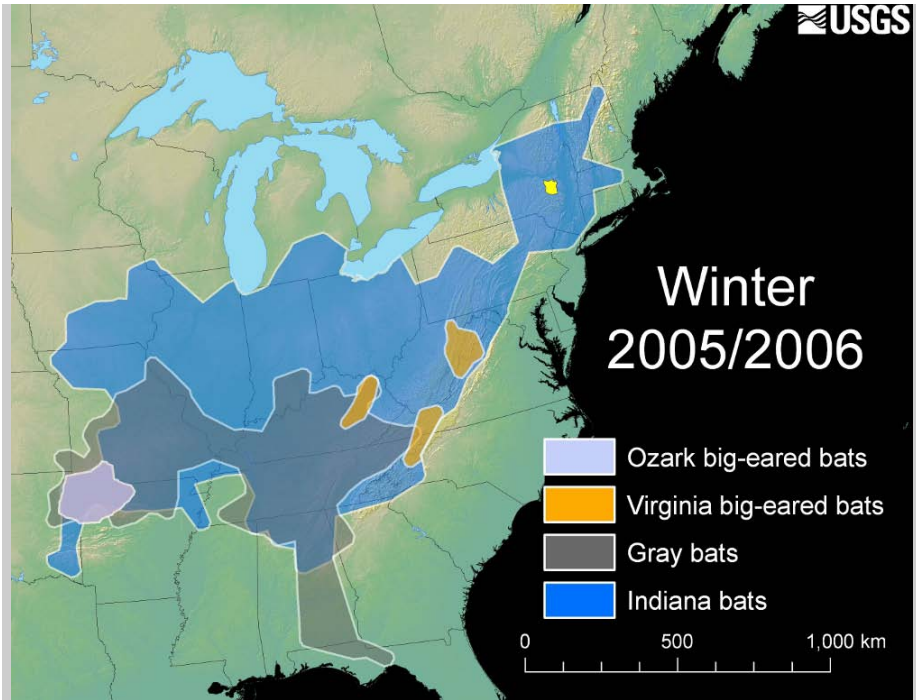 USGS
Winter
2005/2006
Ozark big-eared bats
Virginia big-eared bats
Gray bats
Indiana bats
0 500 1,000 km